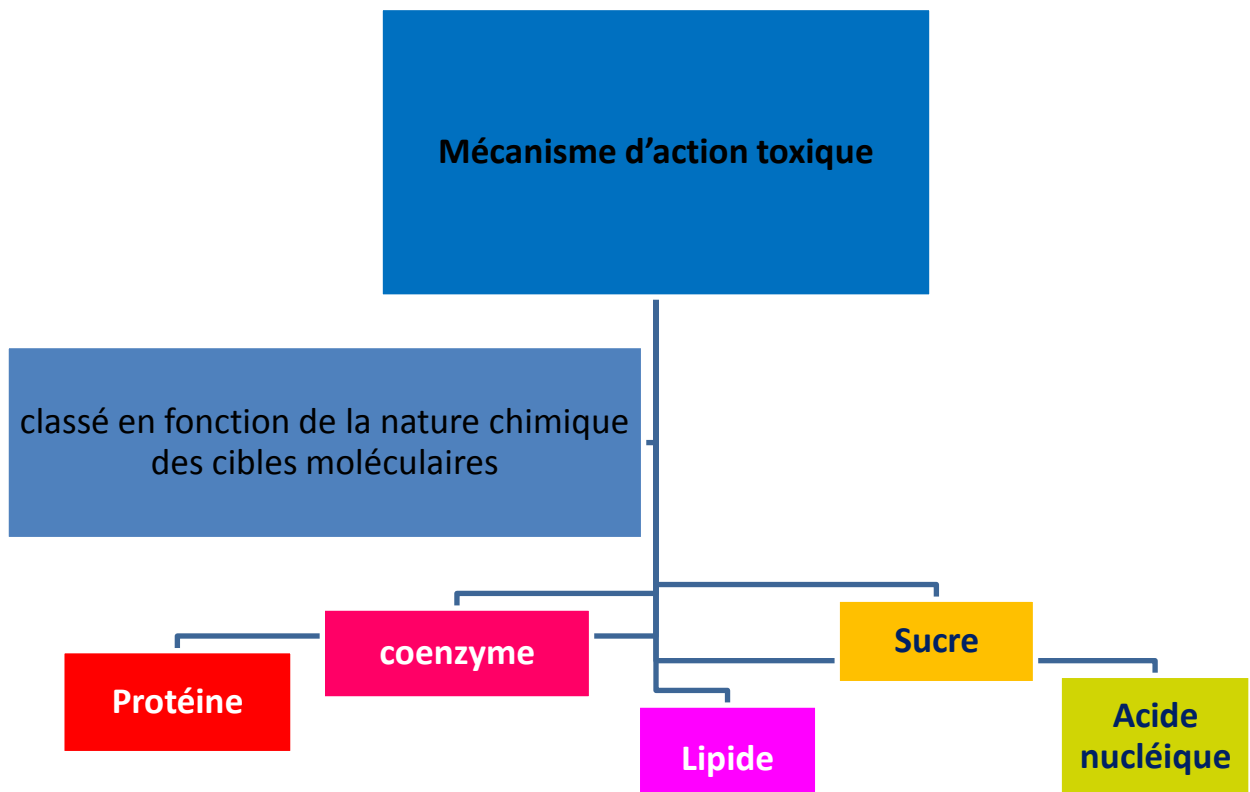 Mécanisme d’action toxique
classé en fonction de la nature chimique
des cibles moléculaires
coenzyme
Sucre
Protéine
Lipide
Acide
nucléique